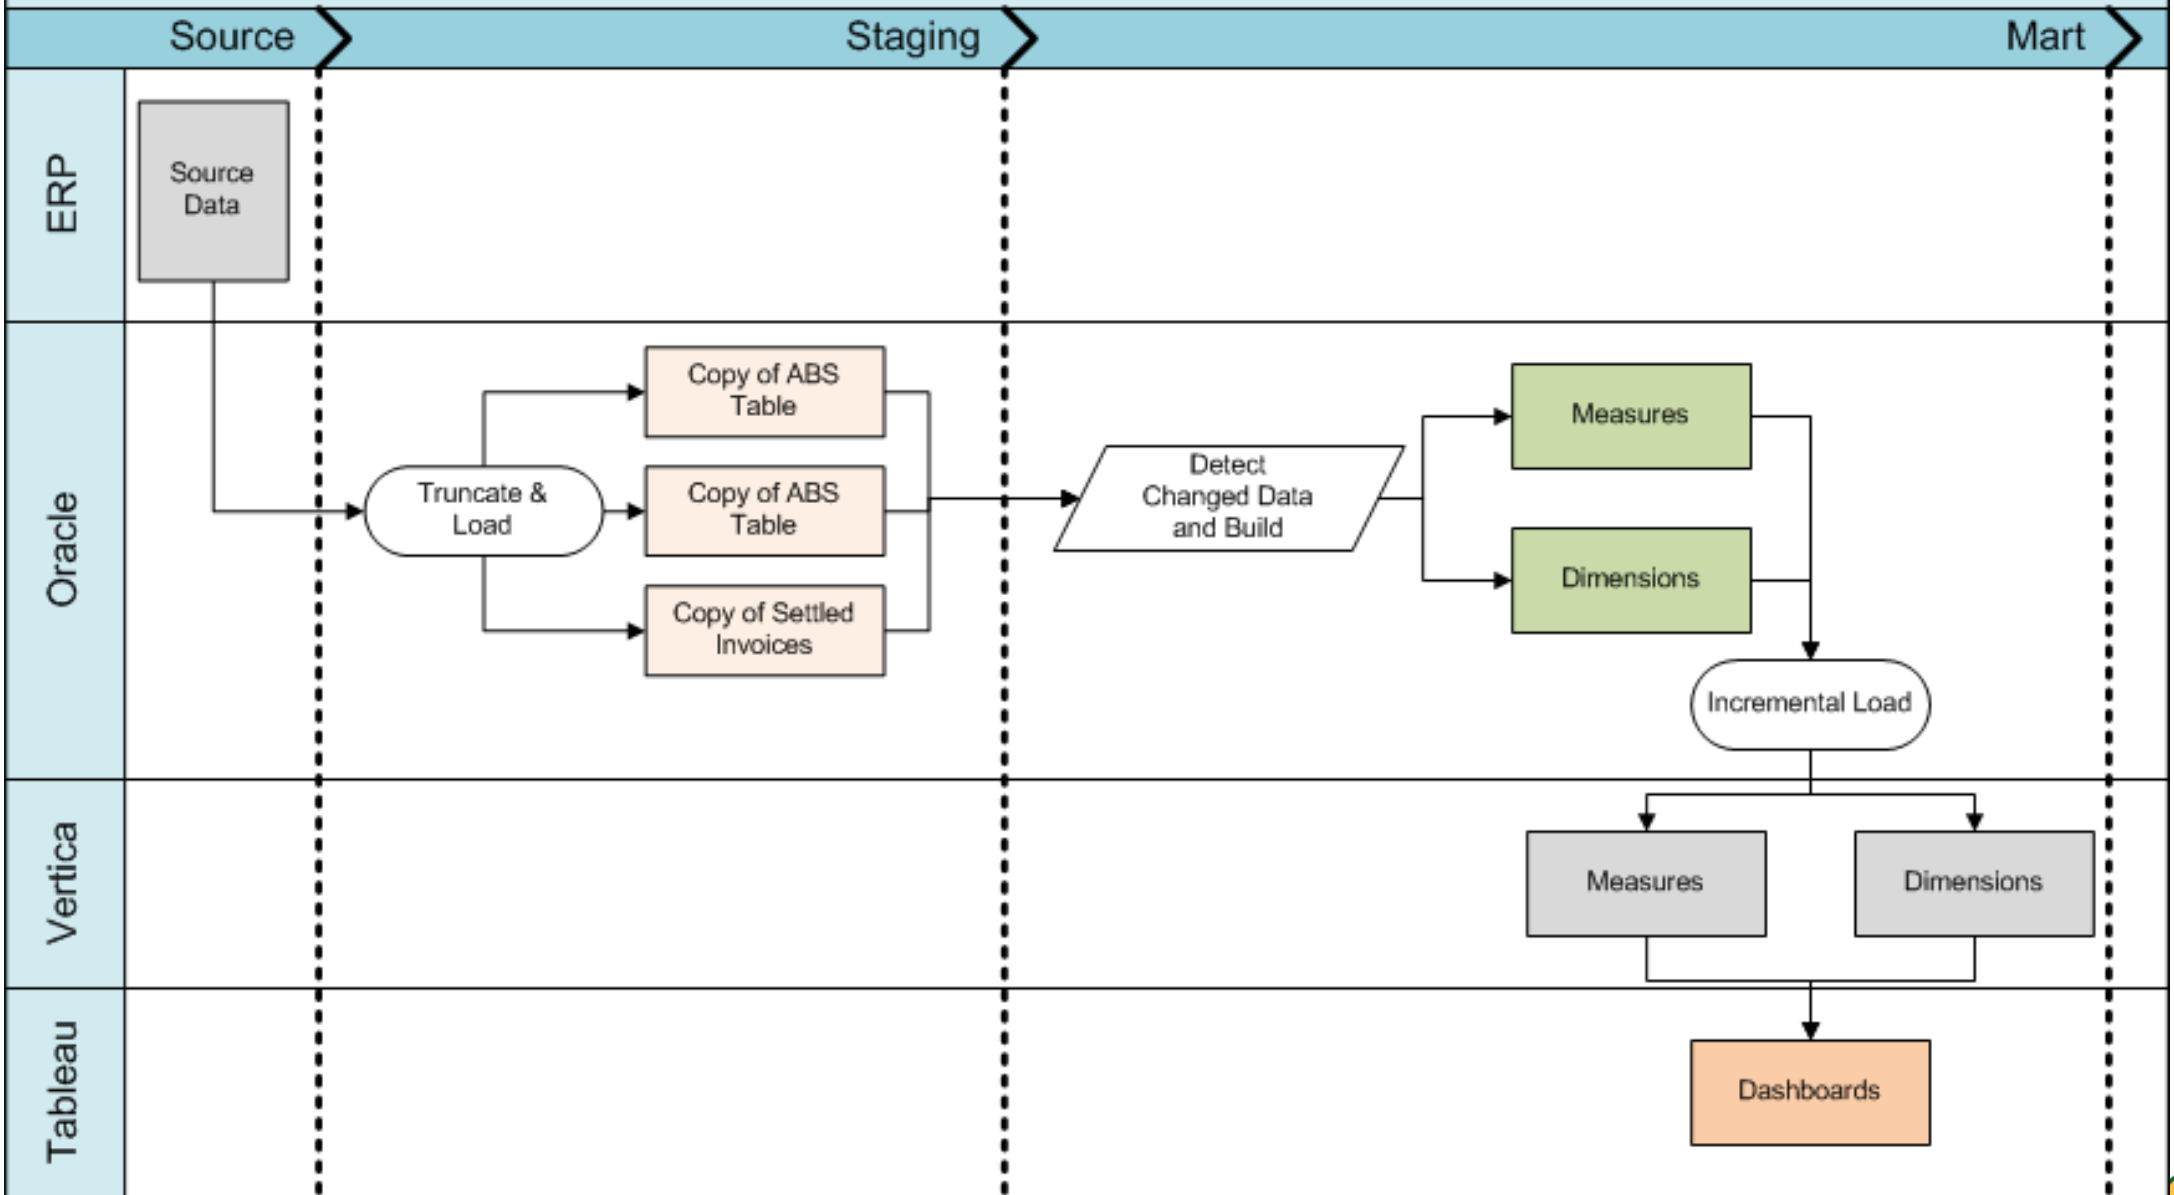 Source
Staging
Mart
ERP
Source
Data
Oracle
Truncate &
Load
Copy of ABS
Table
Copy of ABS
Table
Copy of Settled
Invoices
Detect
Changed Data
and Build
Measures
Dimensions
Incremental Load
Vertica
Measures
Dimensions
Tableau
Dashboards